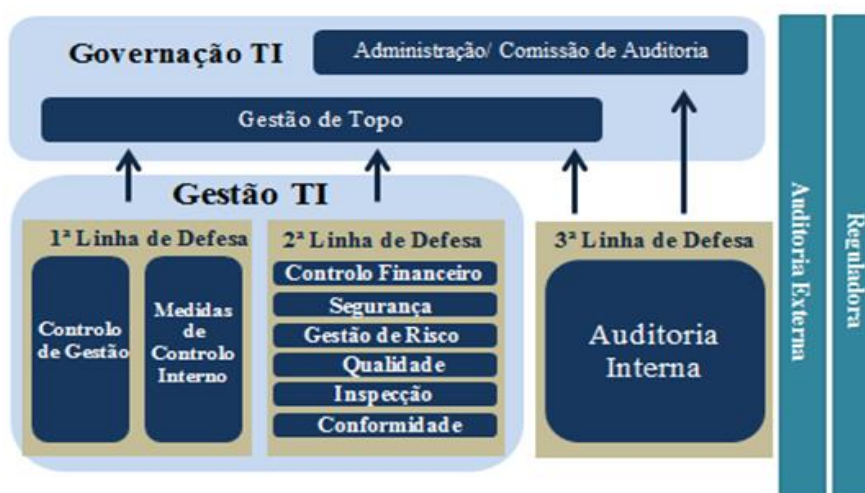 Governação TI
Administração/ Comissão de Auditoria
Gestão de Topo
Gestão TI
1ª Linha de Defesa
Controlo
de Gestão
Medidas
de
Controlo
Interno
2ª Linha de Defesa
Controlo Financeiro
Segurança
Gestão de Risco
Qualidade
Inspecção
Conformidade
3ª Linha de Defesa
Auditoria
Interna
Auditoria Externa
Reguladora